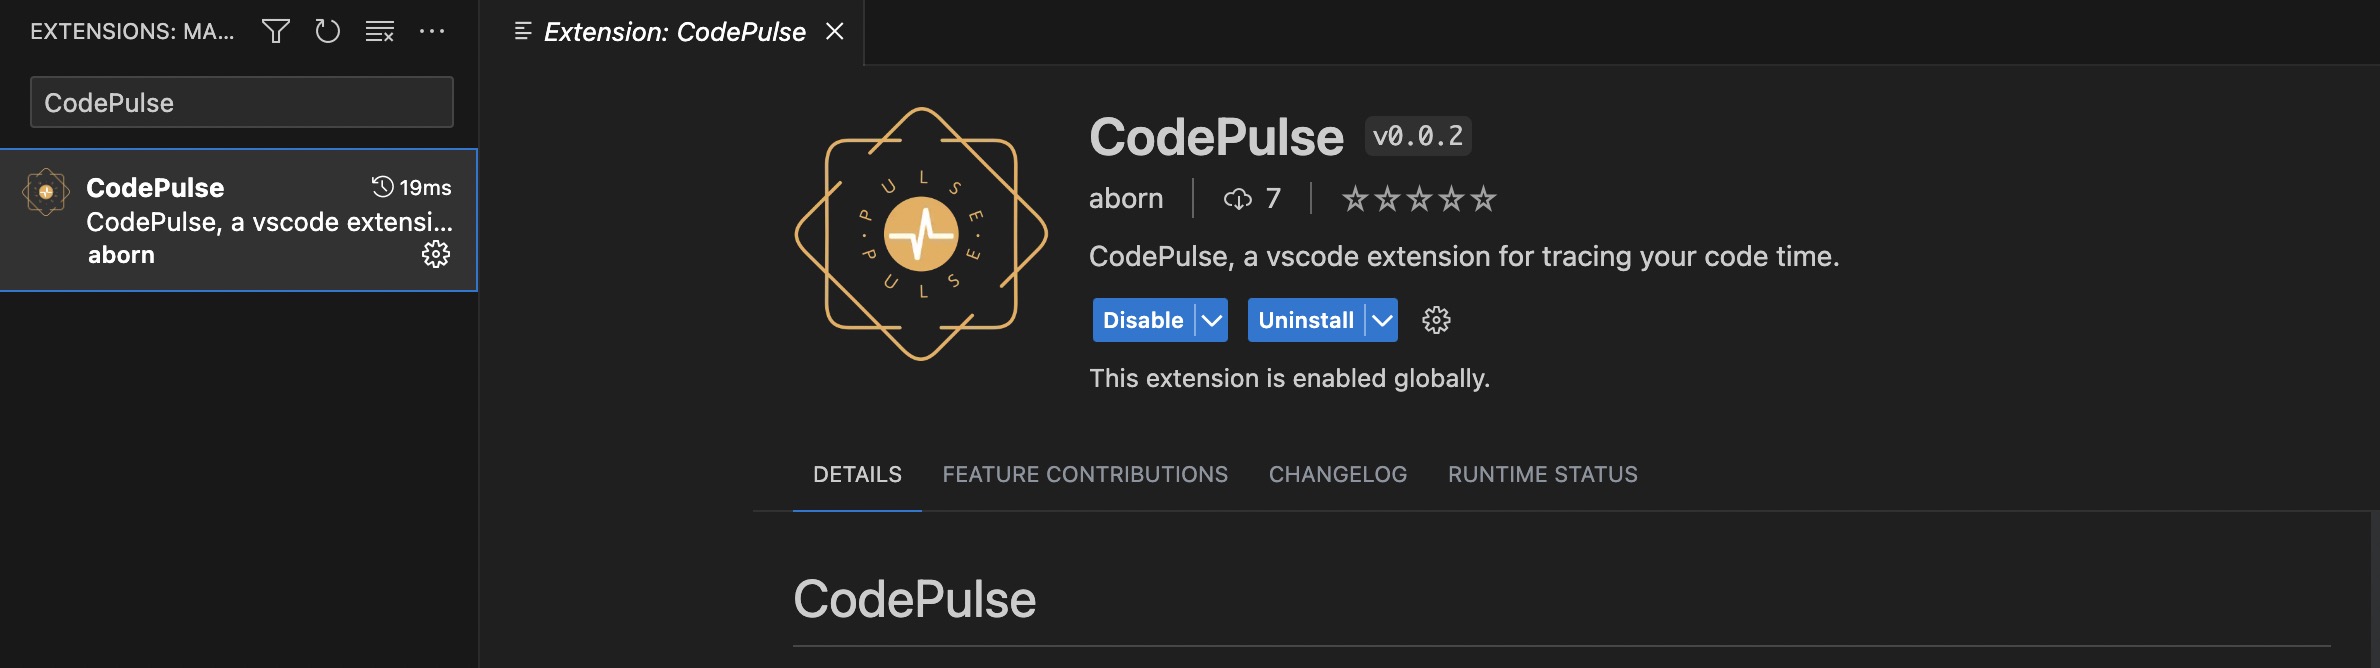 EXTENSIONS: MA...
CodePulse
CodePulse
19ms
CodePulse, a vscode extensi...
aborn
Extension: CodePulse
PULSE
PULSE
CodePulse
v0.0.2
aborn
7
CodePulse, a vscode extension for tracing your code time.
Disable
Uninstall
This extension is enabled globally.
DETAILS
FEATURE CONTRIBUTIONS
CHANGELOG
RUNTIME STATUS
CodePulse